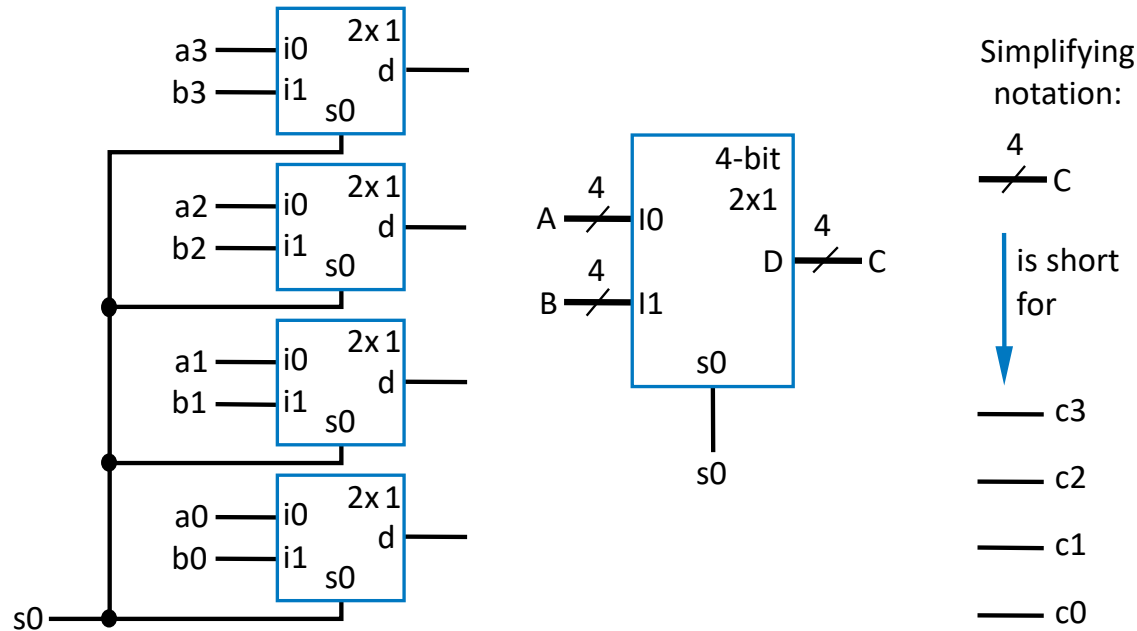 a3
b3
i0
i1
2x1
d
s0
a2
b2
i0
i1
2x1
d
s0
a1
b1
i0
i1
2x1
d
s0
a0
b0
i0
i1
2x1
d
s0
s0
4-bit
2x1
A
4
I0
B
4
I1
D
4
C
s0
s0
Simplifying
notation:
4
C
is short
for
c3
c2
c1
c0